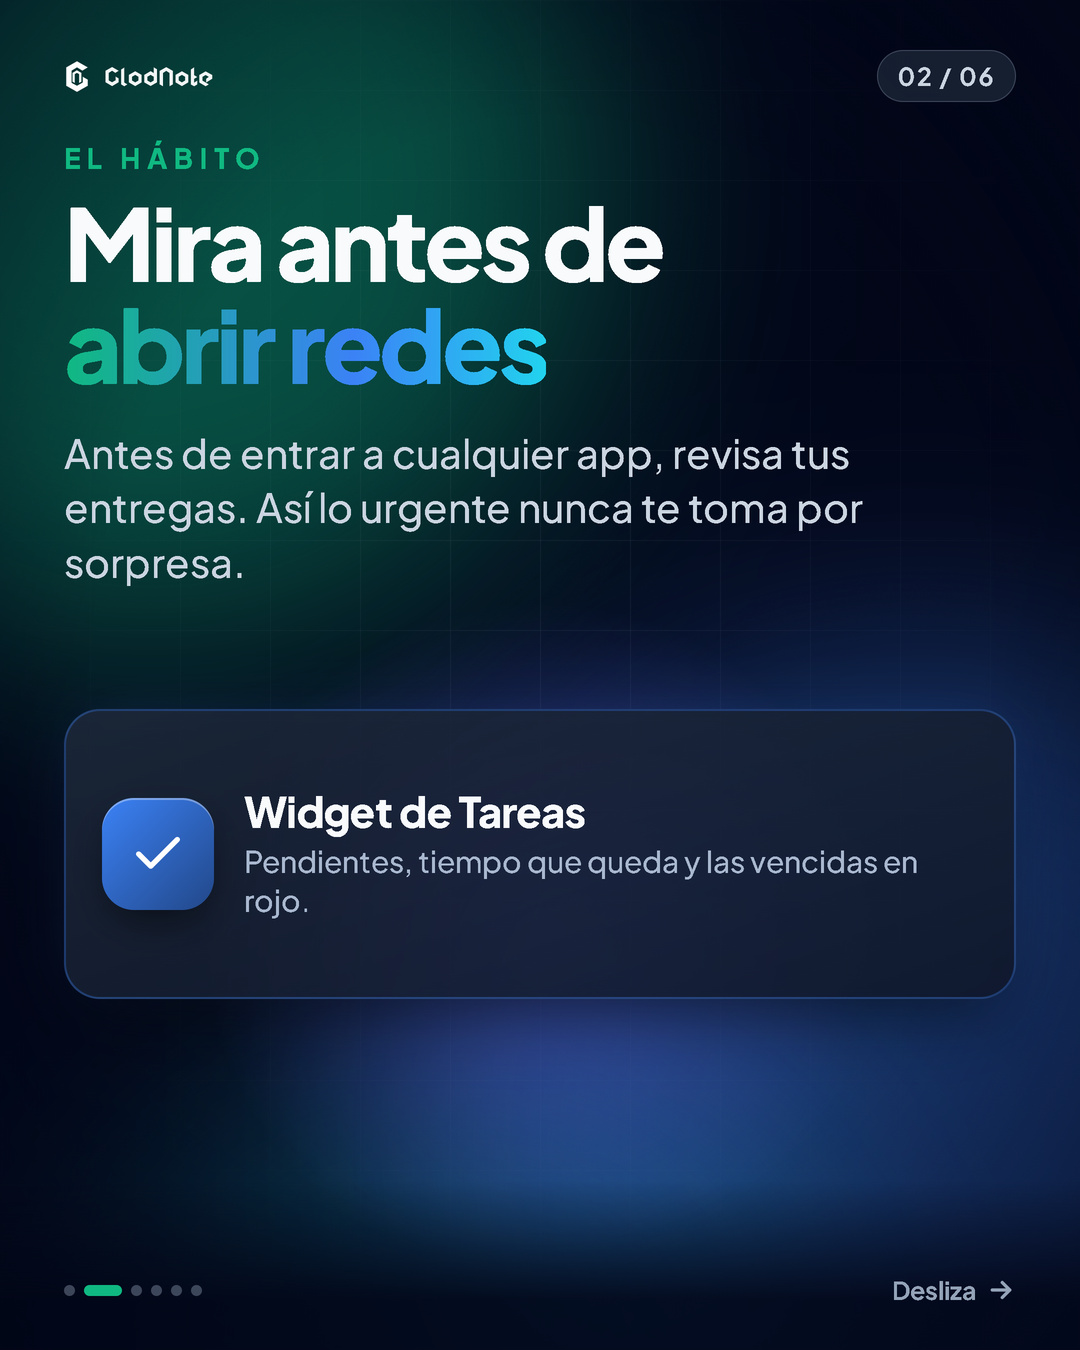 ClodNote
02 / 06
EL HÁBITO
Mira antes de
abrir redes
Antes de entrar a cualquier app, revisa tus
entregas. Así lo urgente nunca te toma por
sorpresa.
Widget de Tareas
Pendientes, tiempo que queda y las vencidas en
rojo.
Desliza →